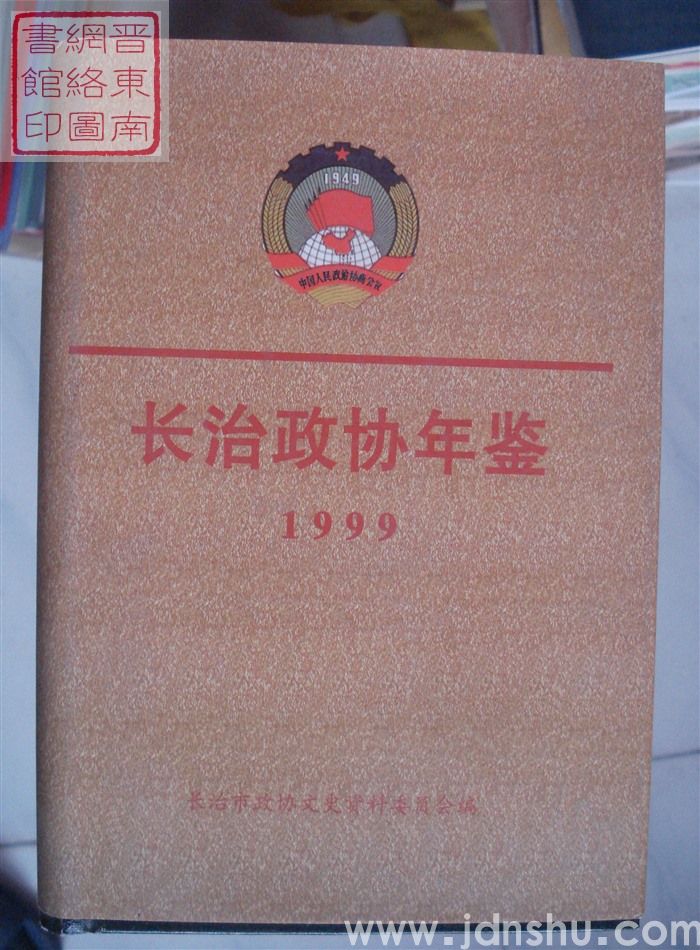 晋東南
網絡圖
書館印
1949
中国人民政治协商会议
长治政协年鉴
1999
长治市政协文史资料委员会编
www.jdnshu.com